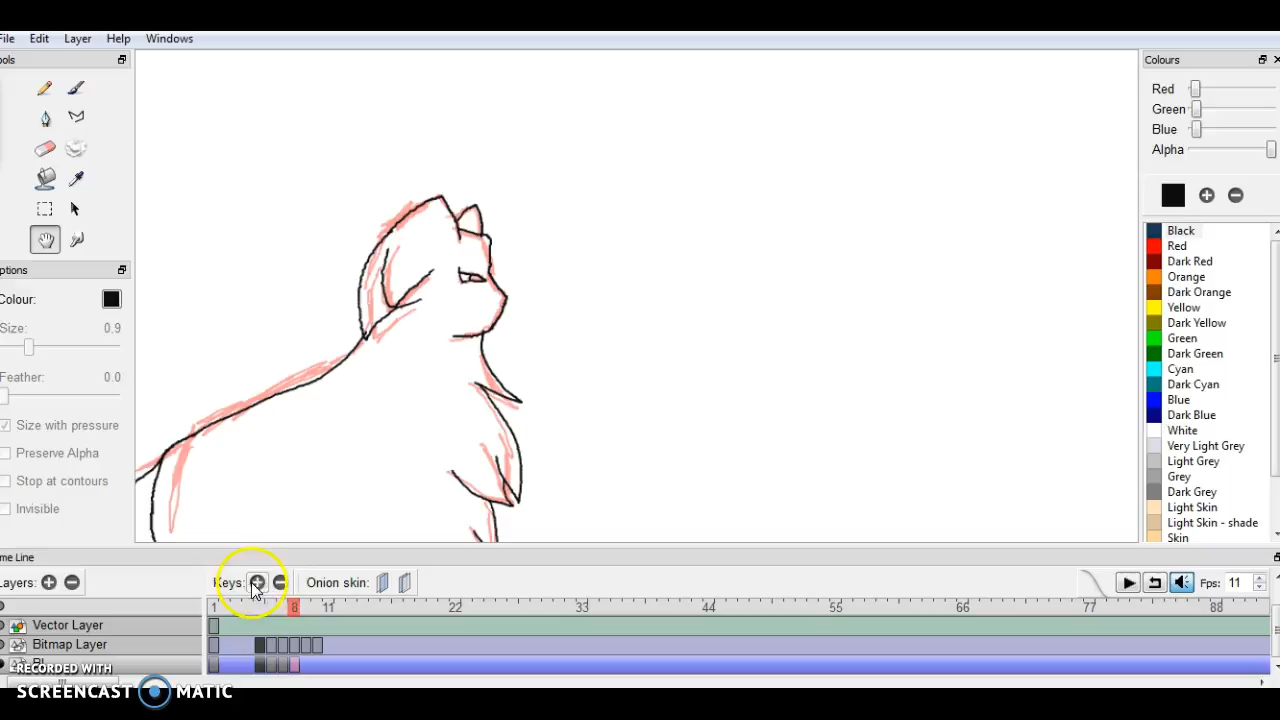 File Edit Layer Help Windows
ools
Colours
Red
Green
Blue
Alpha
ptions
Colour:
Size: 0.9
Feather: 0.0
Size with pressure
Preserve Alpha
Stop at contours
Invisible
Black
Red
Dark Red
Orange
Dark Orange
Yellow
Dark Yellow
Green
Dark Green
Cyan
Dark Cyan
Blue
Dark Blue
White
Very Light Grey
Light Grey
Grey
Dark Grey
Light Skin
Light Skin - shade
Skin
me Line
Layers: Keys: Onion skin: Fps: 11
1 8 11 22 33 44 55 66 77 88
Vector Layer
Bitmap Layer
RECORDED WITH
SCREENCAST MATIC